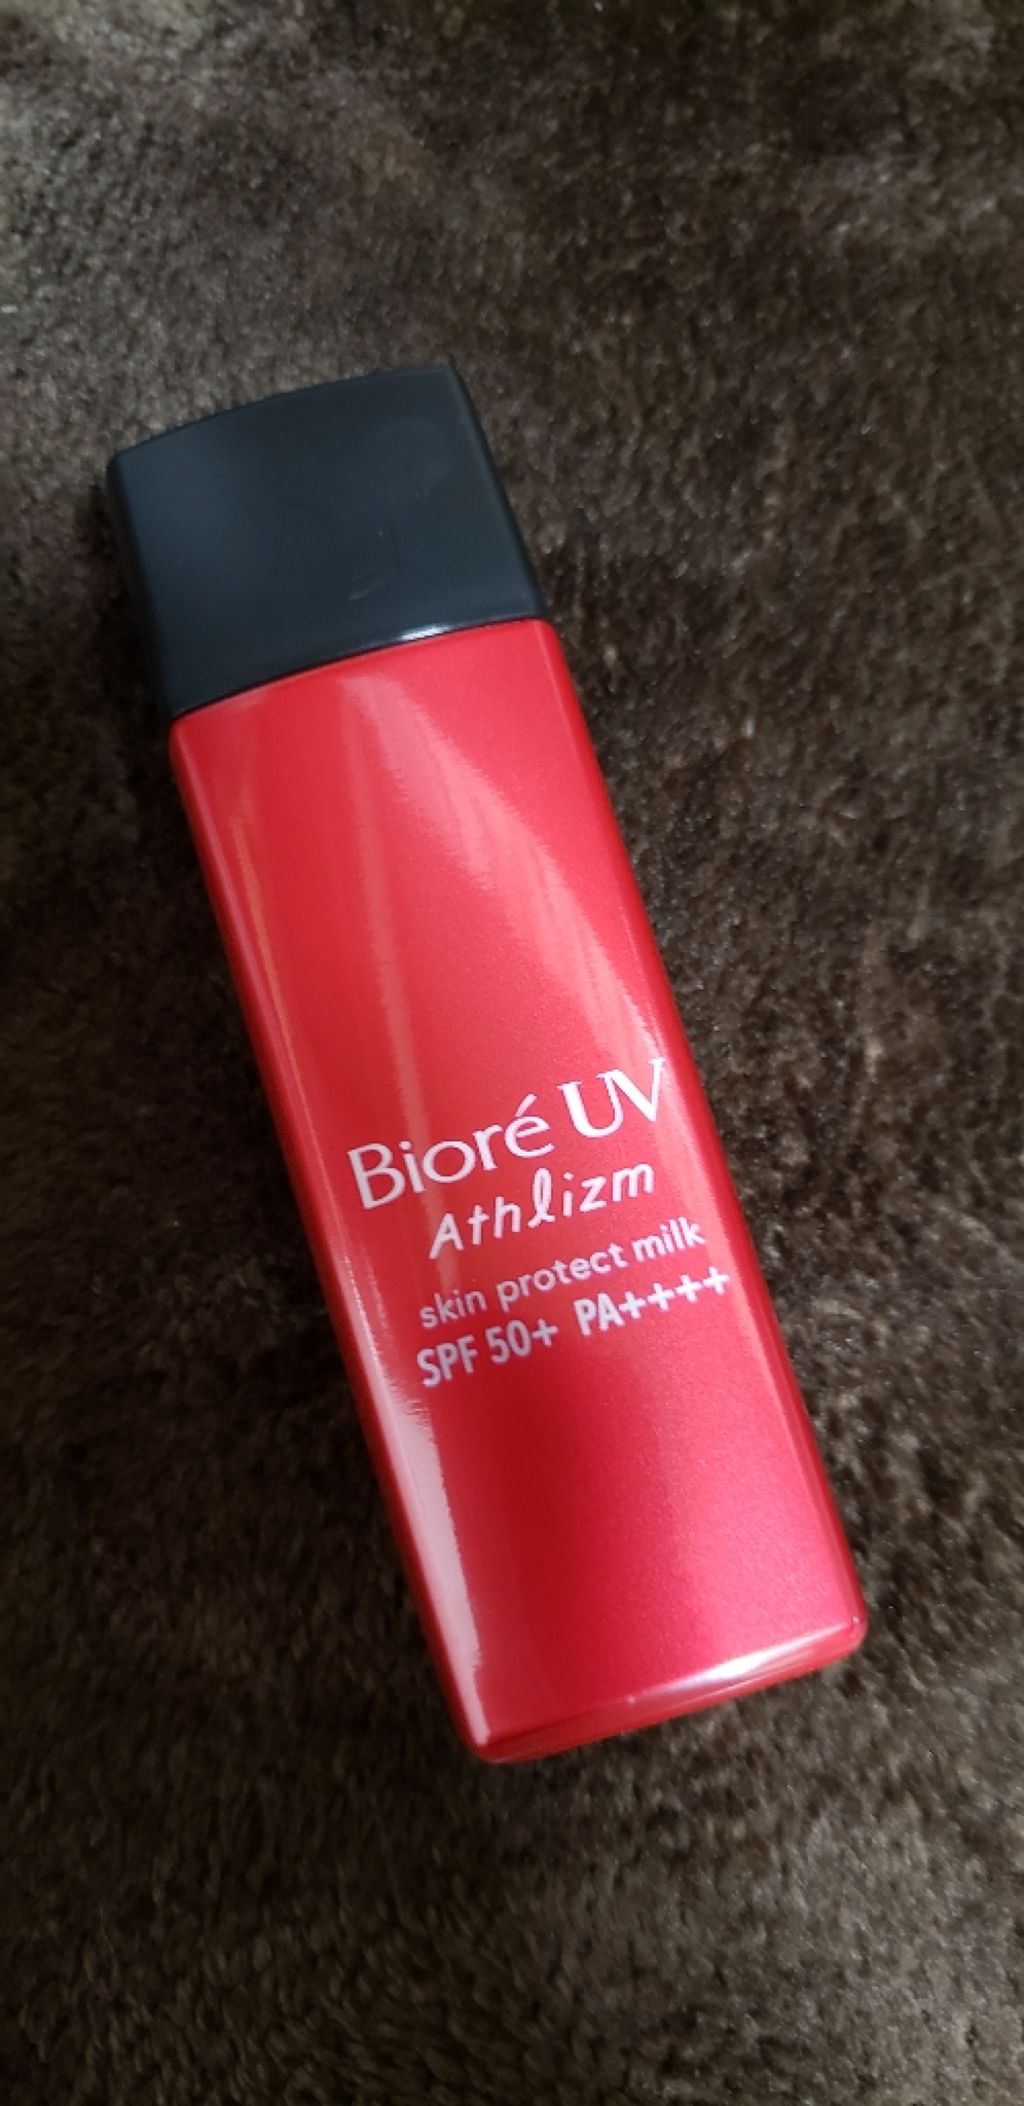 Bioré UV
Athlizm
skin protect milk
SPF 50+ PA++++